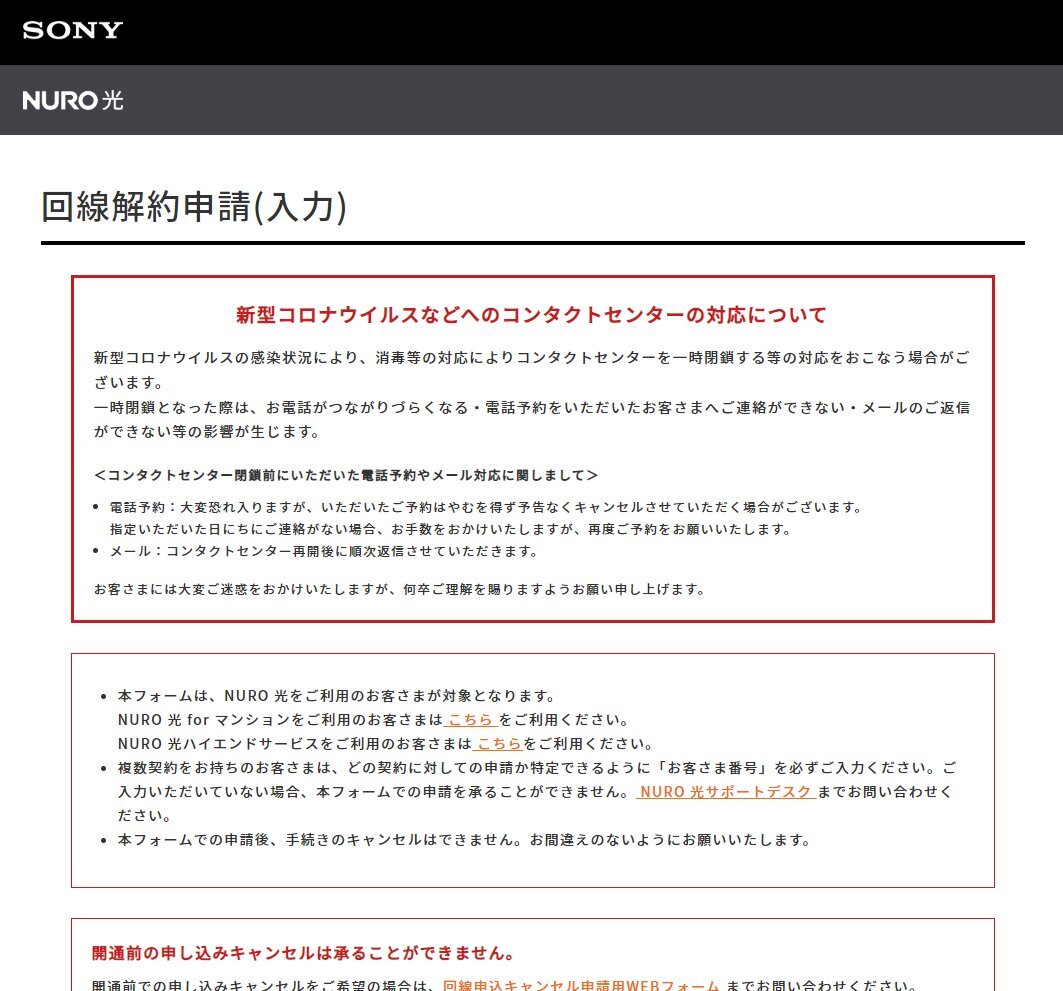 SONY
NURO 光
回線解約申請(入力)
新型コロナウイルスなどへのコンタクトセンターの対応について
新型コロナウイルスの感染状況により、消毒等の対応によりコンタクトセンターを一時閉鎖する等の対応をおこなう場合がご
ざいます。
一時閉鎖となった際は、お電話がつながりづらくなる・電話予約をいただいたお客さまへご連絡ができない・メールのご返信
ができない等の影響が生じます。
＜コンタクトセンター閉鎖前にいただいた電話予約やメール対応に関しまして＞
• 電話予約：大変恐れ入りますが、いただいたご予約はやむを得ず予告なくキャンセルさせていただく場合がございます。
指定いただいた日にちにご連絡がない場合、お手数をおかけいたしますが、再度ご予約をお願いいたします。
• メール：コンタクトセンター再開後に順次返信させていただきます。
お客さまには大変ご迷惑をおかけいたしますが、何卒ご理解を賜りますようお願い申し上げます。
• 本フォームは、NURO 光をご利用のお客さまが対象となります。
NURO 光 for マンションをご利用のお客さまは こちら をご利用ください。
NURO 光ハイエンドサービスをご利用のお客さまは こちらをご利用ください。
• 複数契約をお持ちのお客さまは、どの契約に対しての申請か特定できるように「お客さま番号」を必ずご入力ください。ご
入力いただいていない場合、本フォームでの申請を承ることができません。 NURO 光サポートデスク までお問い合わせく
ださい。
• 本フォームでの申請後、手続きのキャンセルはできません。お間違えのないようにお願いいたします。
開通前の申し込みキャンセルは承ることができません。
開通前での申し込みキャンセルをご希望の場合は、回線申込キャンセル申請用WEBフォーム までお問い合わせください。